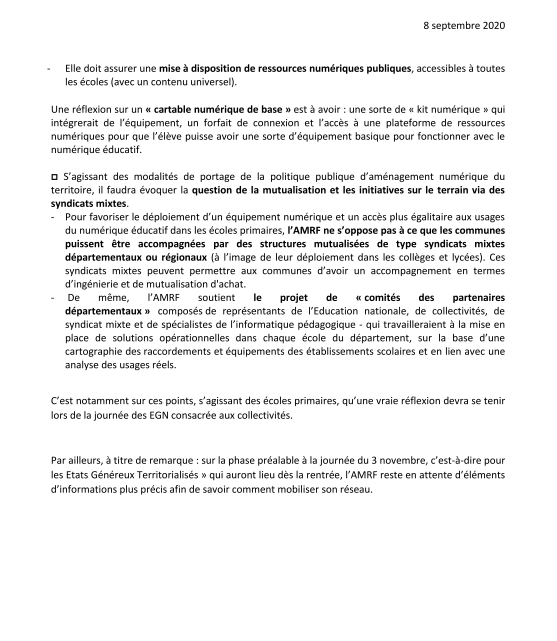 8 septembre 2020
- Elle doit assurer une mise à disposition de ressources numériques publiques, accessibles à toutes
les écoles (avec un contenu universel).
Une réflexion sur un « cartable numérique de base » est à avoir : une sorte de « kit numérique » qui
intégrerait de l'équipement, un forfait de connexion et l'accès à une plateforme de ressources
numériques pour que l'élève puisse avoir une sorte d'équipement basique pour fonctionner avec le
numérique éducatif.
◘ S'agissant des modalités de portage de la politique publique d'aménagement numérique du
territoire, il faudra évoquer la question de la mutualisation et les initiatives sur le terrain via des
syndicats mixtes.
- Pour favoriser le déploiement d'un équipement numérique et un accès plus égalitaire aux usages
du numérique éducatif dans les écoles primaires, l'AMRF ne s'oppose pas à ce que les communes
puissent être accompagnées par des structures mutualisées de type syndicats mixtes
départementaux ou régionaux (à l'image de leur déploiement dans les collèges et lycées). Ces
syndicats mixtes peuvent permettre aux communes d'avoir un accompagnement en termes
d'ingénierie et de mutualisation d'achat.
- De même, l'AMRF soutient le projet de « comités des partenaires
départementaux » composés de représentants de l'Education nationale, de collectivités, de
syndicat mixte et de spécialistes de l'informatique pédagogique - qui travailleraient à la mise en
place de solutions opérationnelles dans chaque école du département, sur la base d'une
cartographie des raccordements et équipements des établissements scolaires et en lien avec une
analyse des usages réels.
C'est notamment sur ces points, s'agissant des écoles primaires, qu'une vraie réflexion devra se tenir
lors de la journée des EGN consacrée aux collectivités.
Par ailleurs, à titre de remarque : sur la phase préalable à la journée du 3 novembre, c'est-à-dire pour
les Etats Généreux Territorialisés » qui auront lieu dès la rentrée, l'AMRF reste en attente d'éléments
d'informations plus précis afin de savoir comment mobiliser son réseau.